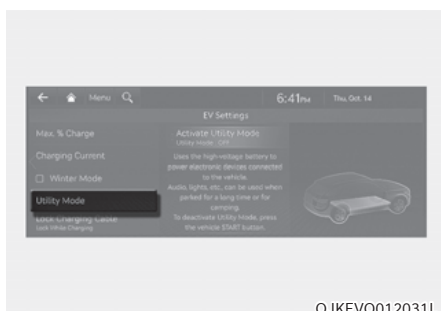 Menu 6:41PM Thu, Oct. 14
EV Settings
Max. % Charge
Charging Current
Winter Mode
Utility Mode
Lock Charging Cable
Lock While Charging
Activate Utility Mode
Utility Mode: OFF
Uses the high-voltage battery to
power electronic devices connected
to the vehicle.
Audio, lights, etc. can be used when
parked for a long time or for
camping.
To deactivate Utility Mode, press
the vehicle START button.